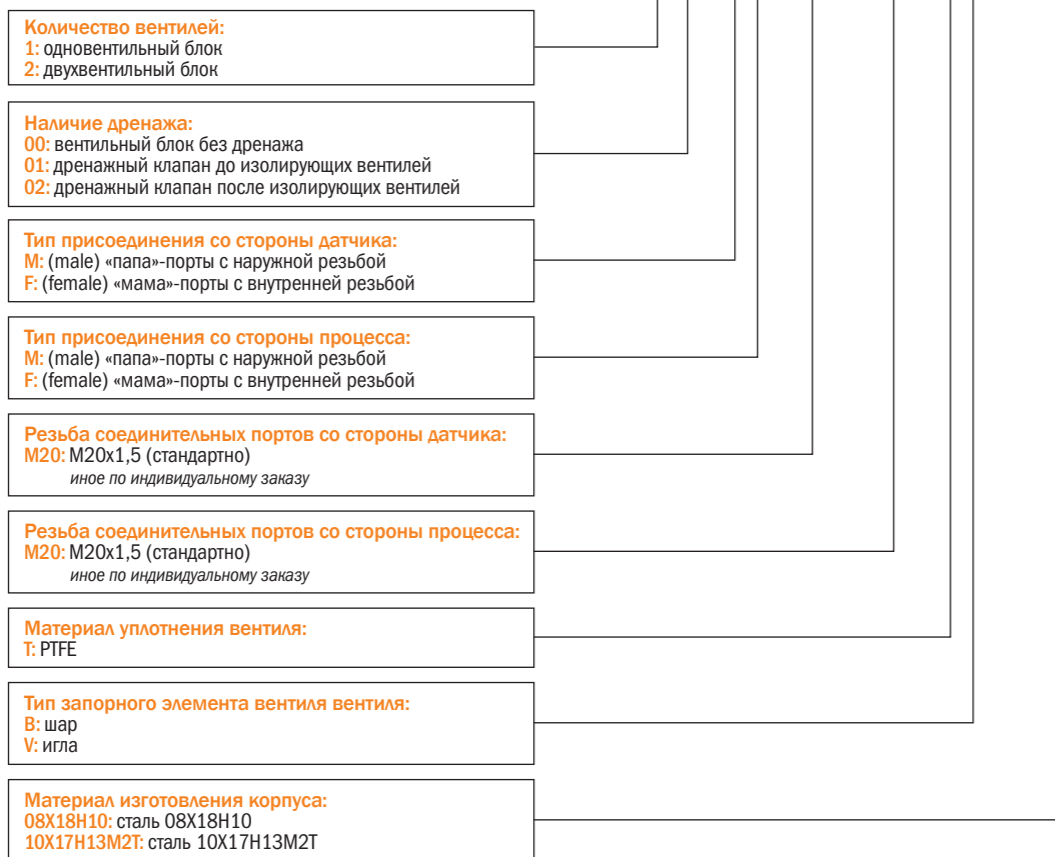 Количество вентилей:
1: одновентильный блок
2: двухвентильный блок
Наличие дренажа:
00: вентильный блок без дренажа
01: дренажный клапан до изолирующих вентилей
02: дренажный клапан после изолирующих вентилей
Тип присоединения со стороны датчика:
M: (male) «папа»-порты с наружной резьбой
F: (female) «мама»-порты с внутренней резьбой
Тип присоединения со стороны процесса:
M: (male) «папа»-порты с наружной резьбой
F: (female) «мама»-порты с внутренней резьбой
Резьба соединительных портов со стороны датчика:
M20: M20x1,5 (стандартно)
иное по индивидуальному заказу
Резьба соединительных портов со стороны процесса:
M20: M20x1,5 (стандартно)
иное по индивидуальному заказу
Материал уплотнения вентиля:
T: PTFE
Тип запорного элемента вентиля вентиля:
B: шар
V: игла
Материал изготовления корпуса:
08Х18Н10: сталь 08Х18Н10
10Х17Н13М2Т: сталь 10Х17Н13М2Т